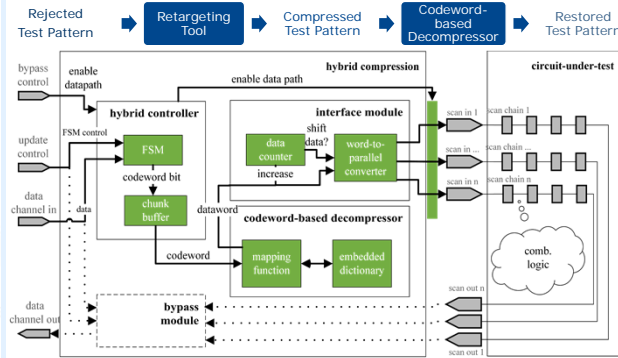 Rejected
Test Pattern
Retargeting
Tool
Compressed
Test Pattern
Codeword-
based
Decompressor
Restored
Test Pattern
hybrid compression
circuit-under-test
bypass
control
enable
datapath
enable data path
hybrid controller
interface module
FSM control
update
control
FSM
codeword bit
chunk
buffer
data
counter
shift
data?
increase
word-to-
parallel
converter
scan in 1
scan chain 1
scan in ...
scan chain ...
scan in n
scan chain n
data
channel in
data
dataword
codeword-based decompressor
codeword
mapping
function
embedded
dictionary
comb.
logic
data
channel out
bypass
module
scan out n
scan out 1